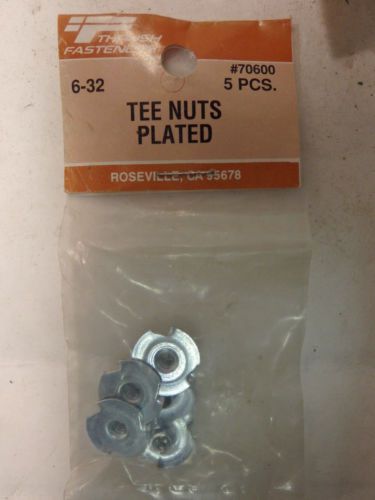 FASTENERS
#70600
6-32 5 PCS.
TEE NUTS
PLATED
ROSEVILLE, CA 95678